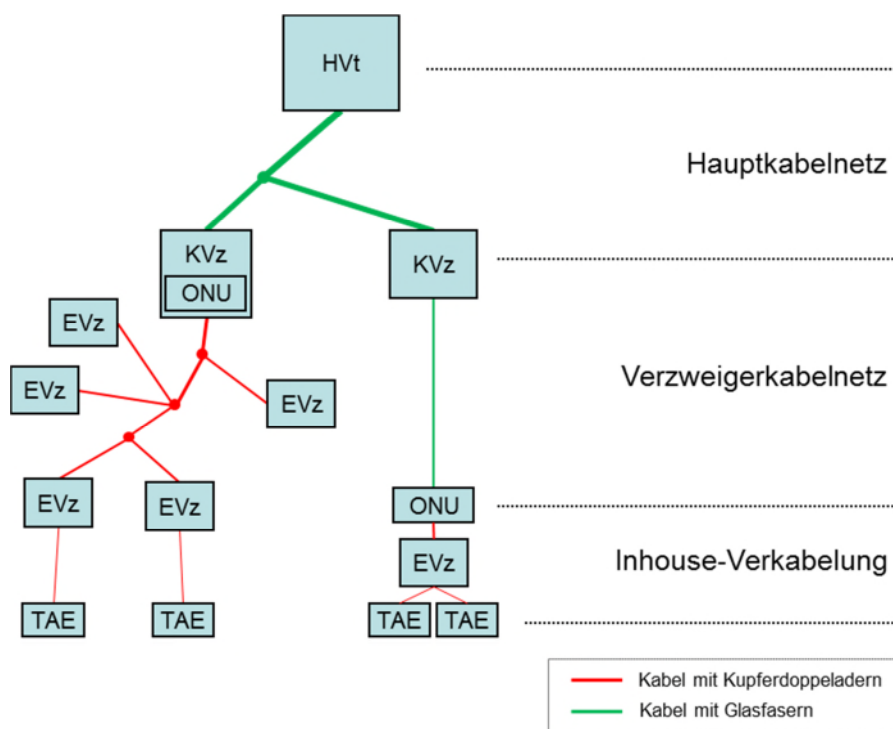 HVt
Hauptkabelnetz
KVz
ONU
KVz
EVz
EVz
EVz
Verzweigerkabelnetz
EVz
EVz
ONU
EVz
Inhouse-Verkabelung
TAE
TAE
TAE
TAE
Kabel mit Kupferdoppeladern
Kabel mit Glasfasern